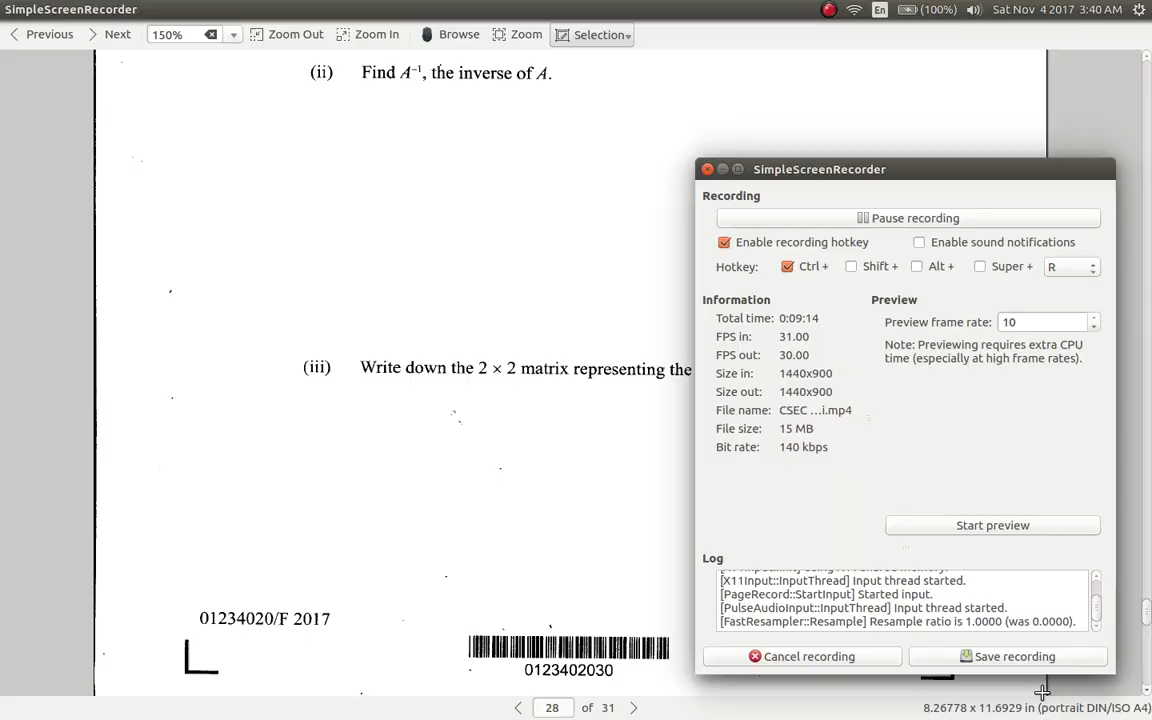 SimpleScreenRecorder
En (100%) Sat Nov 4 2017 3:40 AM
Previous Next 150% Zoom Out Zoom In Browse Zoom Selection
(ii) Find A⁻¹, the inverse of A.
SimpleScreenRecorder
Recording
Pause recording
Enable recording hotkey Enable sound notifications
Hotkey: Ctrl + Shift + Alt + Super + R
Information Preview
Total time: 0:09:14
Preview frame rate: 10
FPS in: 31.00
Note: Previewing requires extra CPU
FPS out: 30.00
time (especially at high frame rates).
Size in: 1440x900
(iii) Write down the 2 × 2 matrix representing the
Size out: 1440x900
File name: CSEC ...i.mp4
File size: 15 MB
Bit rate: 140 kbps
Start preview
Log
[X11Input::InputThread] Input thread started.
[PageRecord::StartInput] Started input.
[PulseAudioInput::InputThread] Input thread started.
[FastResampler::Resample] Resample ratio is 1.0000 (was 0.0000).
01234020/F 2017
Cancel recording Save recording
0123402030
28 of 31
8.26778 x 11.6929 in (portrait DIN/ISO A4)